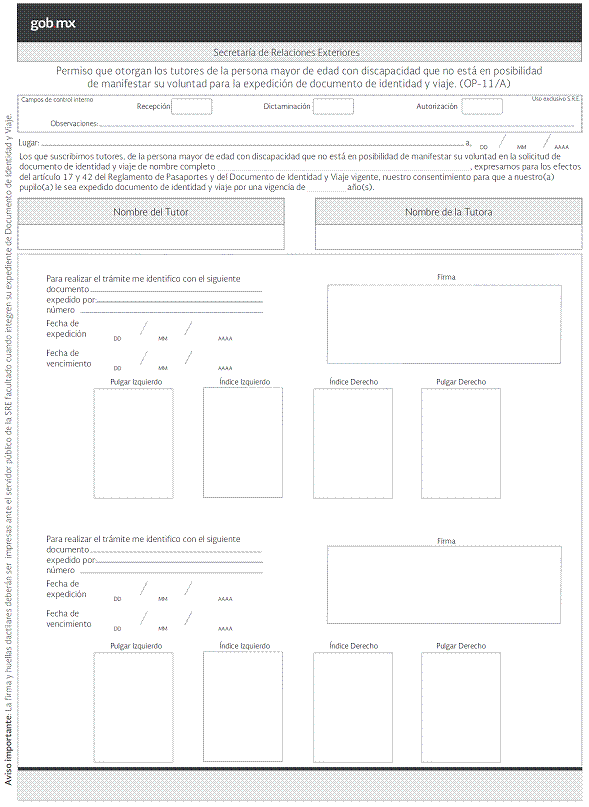 gob mx
Secretaría de Relaciones Exteriores
Permiso que otorgan los tutores de la persona mayor de edad con discapacidad que no está en posibilidad
de manifestar su voluntad para la expedición de documento de identidad y viaje. (OP-11/A)
Campos de control interno
Uso exclusivo S R E
Recepción
Dictaminación
Autorización
Observaciones:
Lugar: a, DD / MM / AAAA
Los que suscribimos tutores, de la persona mayor de edad con discapacidad que no está en posibilidad de manifestar su voluntad en la solicitud de
documento de identidad y viaje de nombre completo , expresamos para los efectos
del artículo 17 y 42 del Reglamento de Pasaportes y del Documento de Identidad y Viaje vigente, nuestro consentimiento para que a nuestro(a)
pupilo(a) le sea expedido documento de identidad y viaje por una vigencia de año(s).
Nombre del Tutor
Nombre de la Tutora
Para realizar el trámite me identifico con el siguiente
documento
expedido por:
número
Firma
Fecha de
expedición
DD / MM / AAAA
Fecha de
vencimiento
DD / MM / AAAA
Pulgar Izquierdo
Índice Izquierdo
Índice Derecho
Pulgar Derecho
Para realizar el trámite me identifico con el siguiente
documento
expedido por:
número
Firma
Fecha de
expedición
DD / MM / AAAA
Fecha de
vencimiento
DD / MM / AAAA
Pulgar Izquierdo
Índice Izquierdo
Índice Derecho
Pulgar Derecho
Aviso importante: La firma y huellas dactilares deberán ser impresas ante el servidor público de la SRE facultado cuando integren su expediente de Documento de Identidad y Viaje.